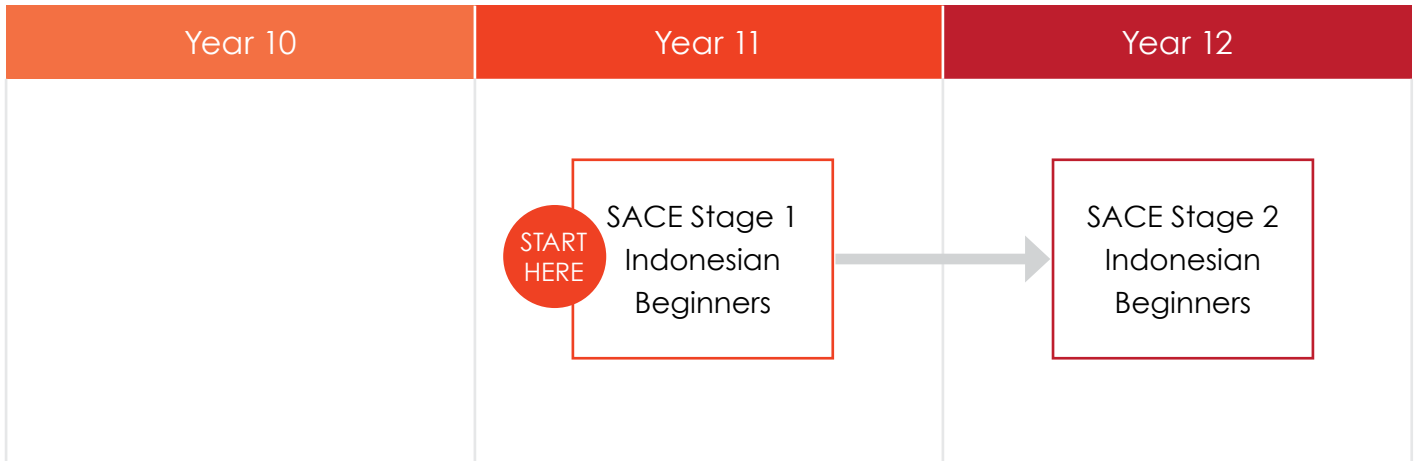 Year 10
Year 11
Year 12
START
HERE
SACE Stage 1
Indonesian
Beginners
SACE Stage 2
Indonesian
Beginners